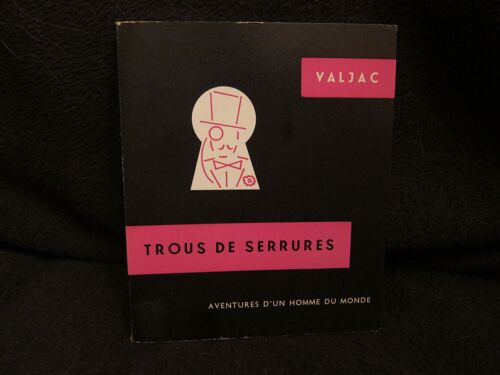 VALJAC
TROUS DE SERRURES
AVENTURES D'UN HOMME DU MONDE